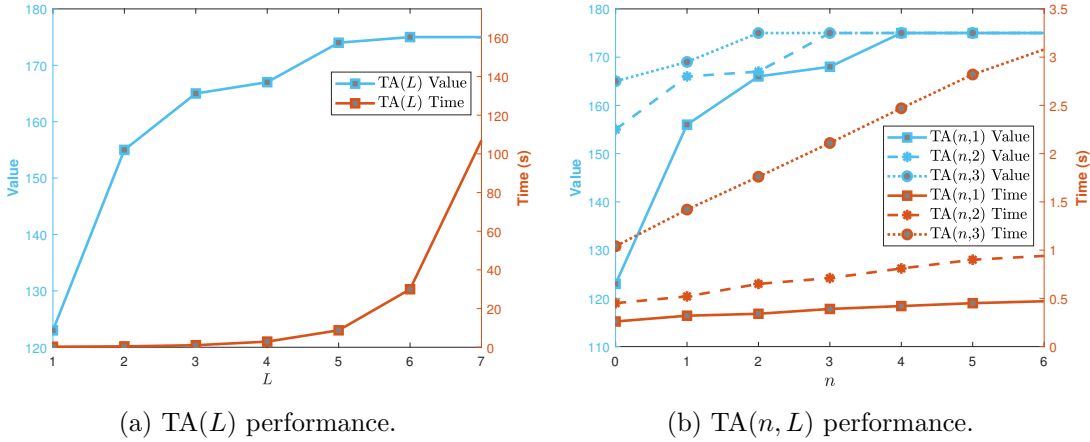 180
170
160
150
140
130
120
Value
TA(L) Value
TA(L) Time
160
140
120
100
80
60
40
20
0
Time (s)
1 2 3 4 5 6 7
L
(a) TA(L) performance.
180
170
160
150
140
130
120
110
Value
TA(n,1) Value
TA(n,2) Value
TA(n,3) Value
TA(n,1) Time
TA(n,2) Time
TA(n,3) Time
3.5
3
2.5
2
1.5
1
0.5
0
Time (s)
0 1 2 3 4 5 6
n
(b) TA(n, L) performance.